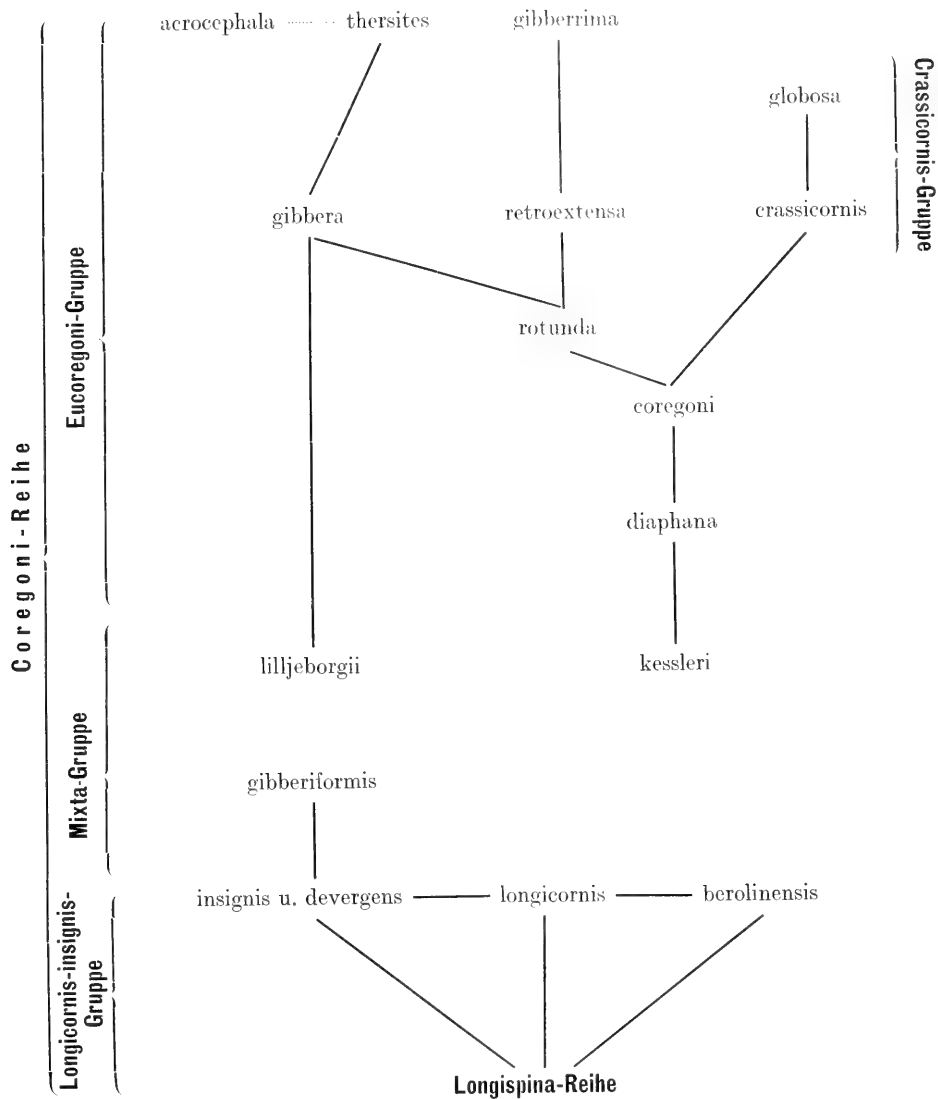 acrocephala ······ ·· thersites
gibberrima
globosa
Crassicornis-Gruppe
gibbera
retroextensa
crassicornis
rotunda
coregoni
Eucoregoni-Gruppe
diaphana
Coregoni-Reihe
lilljeborgii
kessleri
Mixta-Gruppe
gibberiformis
insignis u. devergens
longicornis
berolinensis
Longicornis-insignis-
Gruppe
Longispina-Reihe